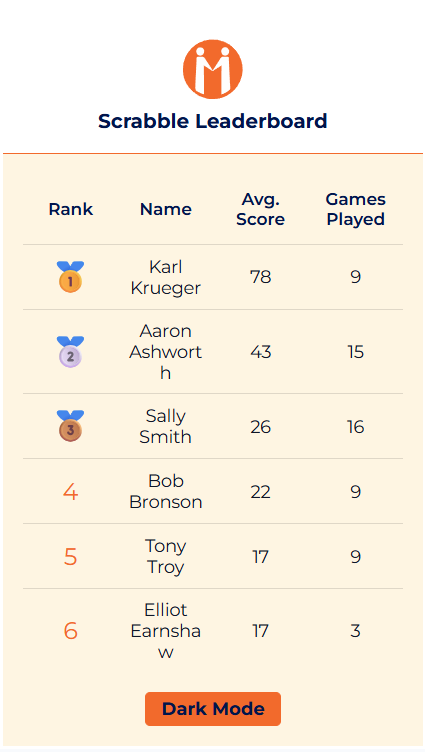 Scrabble Leaderboard
Rank Name Avg. Score Games Played
1 Karl Krueger 78 9
2 Aaron Ashworth 43 15
3 Sally Smith 26 16
4 Bob Bronson 22 9
5 Tony Troy 17 9
6 Elliot Earnshaw 17 3
Dark Mode